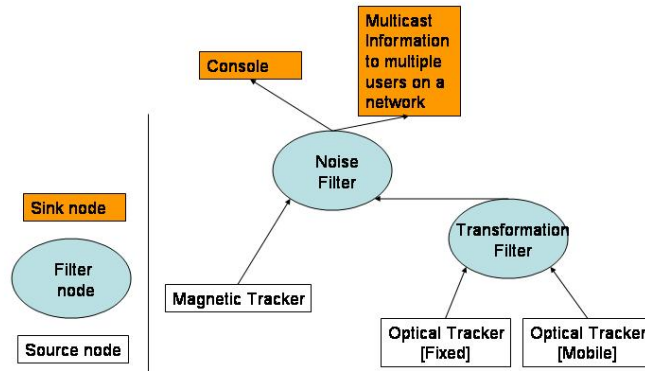 Multicast
Information
to multiple
users on a
network
Console
Noise
Filter
Sink node
Transformation
Filter
Filter
node
Magnetic Tracker
Source node
Optical Tracker
[Fixed]
Optical Tracker
[Mobile]